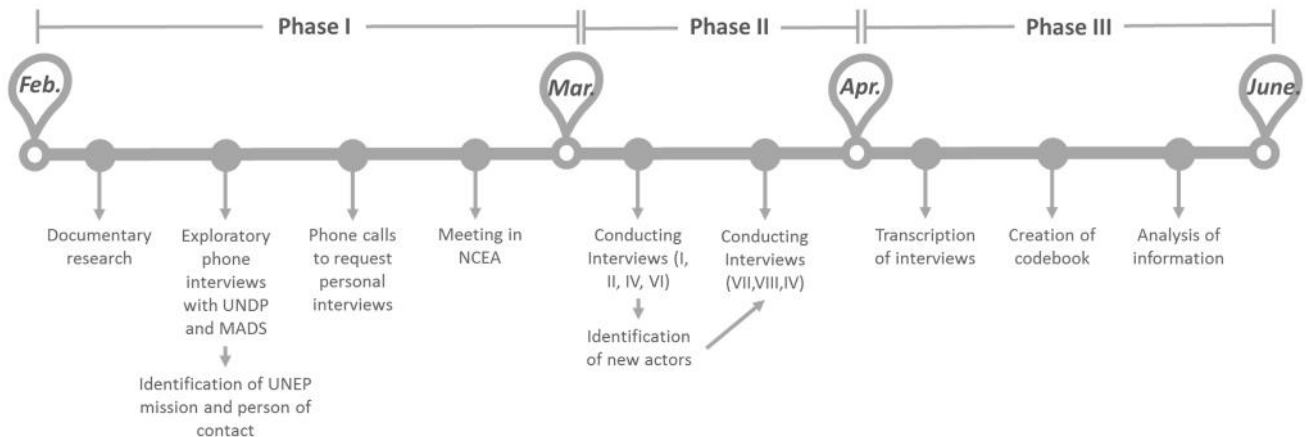 Phase I
Phase II
Phase III
Feb.
Mar.
Apr.
June.
Documentary
research
Exploratory
phone
interviews
with UNDP
and MADS
Identification of UNEP
mission and person of
contact
Phone calls
to request
personal
interviews
Meeting in
NCEA
Conducting
Interviews (I,
II, IV, VI)
Identification
of new actors
Conducting
Interviews
(VII,VIII,IV)
Transcription
of interviews
Creation of
codebook
Analysis of
information